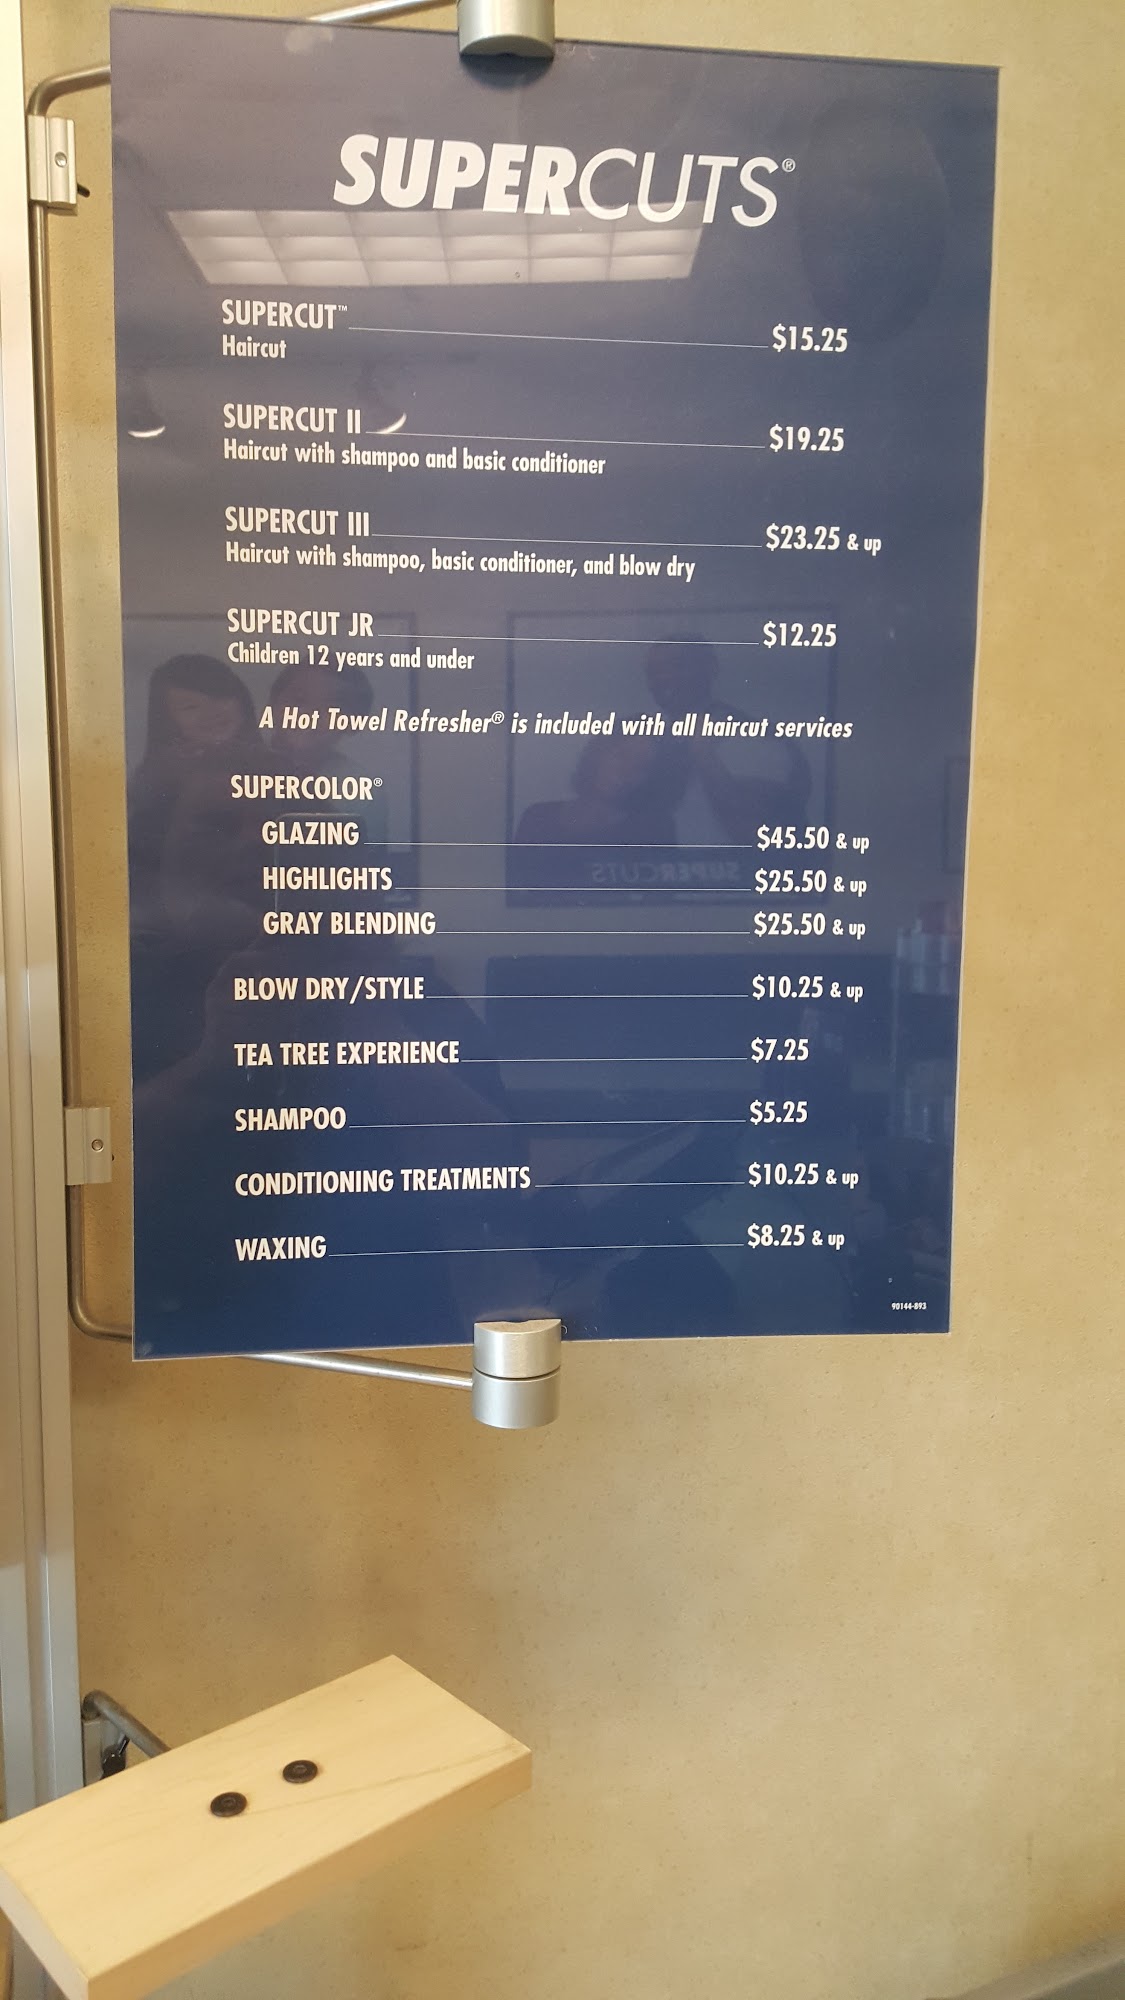 SUPERCUTS®
SUPERCUT™ $15.25
Haircut
SUPERCUT II $19.25
Haircut with shampoo and basic conditioner
SUPERCUT III $23.25 & up
Haircut with shampoo, basic conditioner, and blow dry
SUPERCUT JR $12.25
Children 12 years and under
A Hot Towel Refresher® is included with all haircut services
SUPERCOLOR®
GLAZING $45.50 & up
HIGHLIGHTS $25.50 & up
GRAY BLENDING $25.50 & up
BLOW DRY/STYLE $10.25 & up
TEA TREE EXPERIENCE $7.25
SHAMPOO $5.25
CONDITIONING TREATMENTS $10.25 & up
WAXING $8.25 & up
90144-893